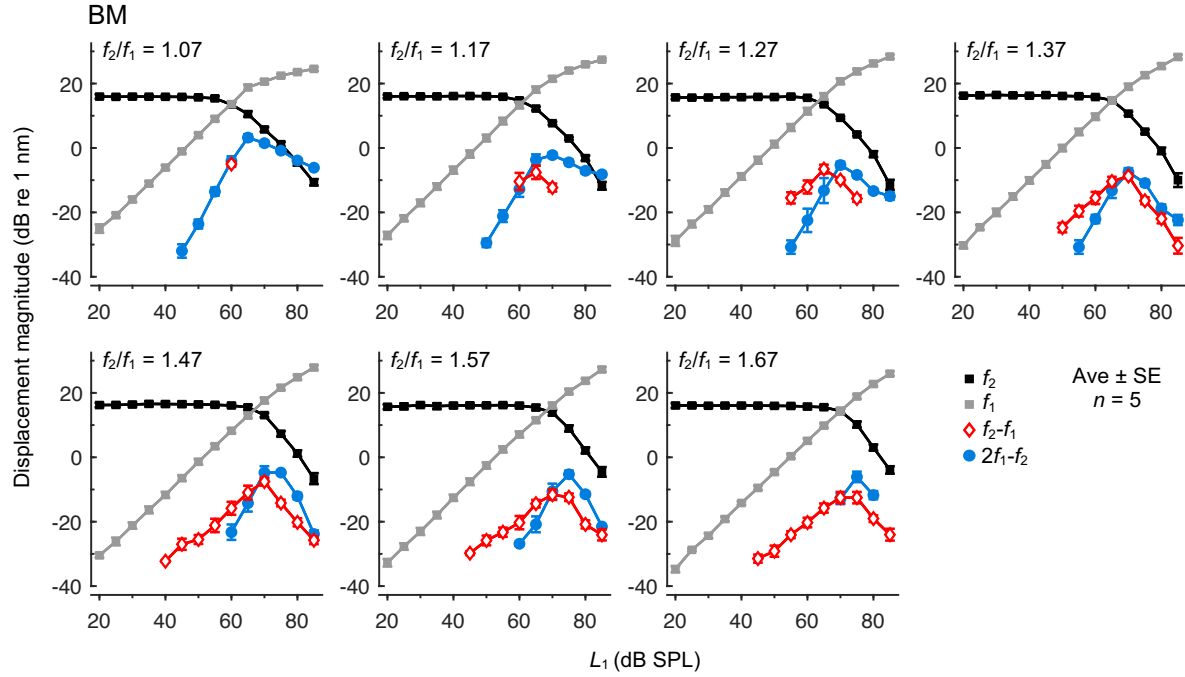 BM
f₂/f₁ = 1.07
f₂/f₁ = 1.17
f₂/f₁ = 1.27
f₂/f₁ = 1.37
20
0
-20
-40
20 40 60 80
20
0
-20
-40
20 40 60 80
20
0
-20
-40
20 40 60 80
20
0
-20
-40
20 40 60 80
Displacement magnitude (dB re 1 nm)
f₂/f₁ = 1.47
f₂/f₁ = 1.57
f₂/f₁ = 1.67
20
0
-20
-40
20 40 60 80
20
0
-20
-40
20 40 60 80
20
0
-20
-40
20 40 60 80
f₂
f₁
f₂-f₁
2f₁-f₂
Ave ± SE
n = 5
L₁ (dB SPL)